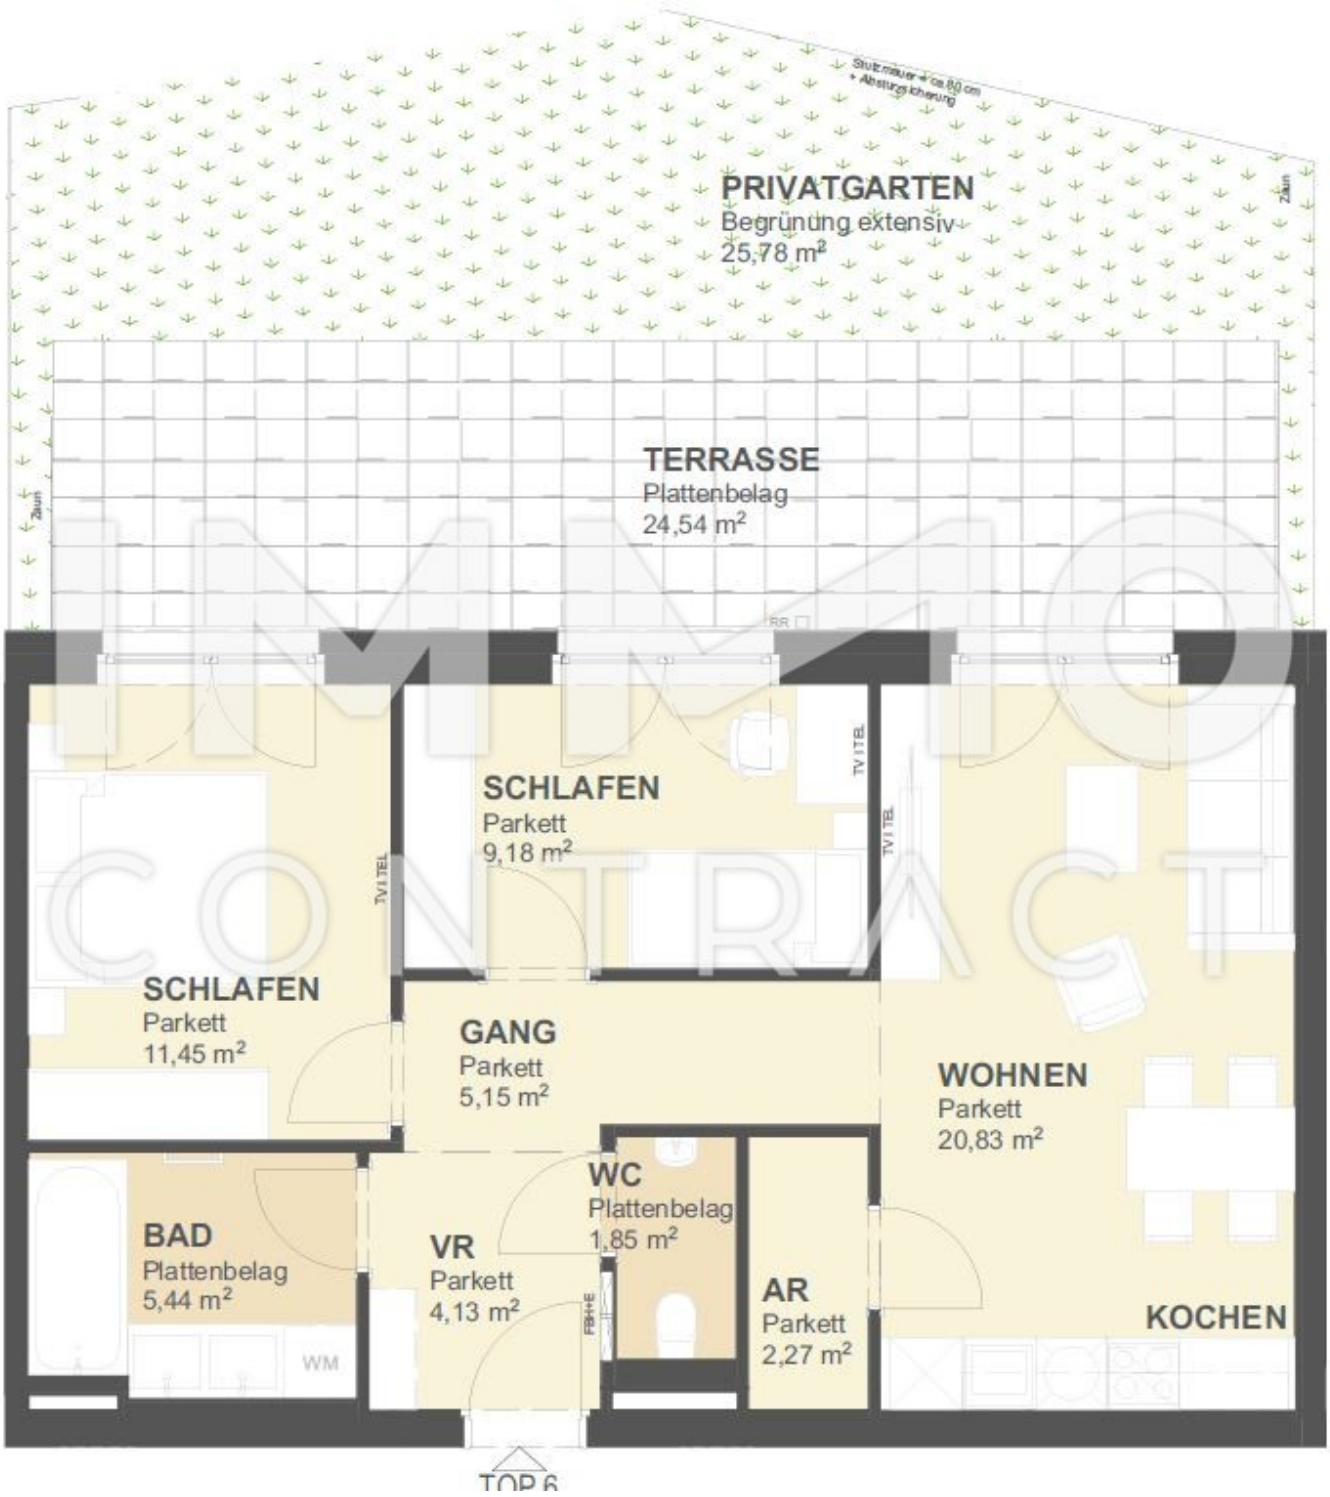 Stützmauer = ca.80 cm
+ Absturzsicherung
PRIVATGARTEN
Begrünung extensiv
25,78 m²
Zaun
TERRASSE
Plattenbelag
24,54 m²
Zaun
IMMO
CONTRACT
RR
SCHLAFEN
Parkett
9,18 m²
TV I TEL
TV I TEL
TV I TEL
SCHLAFEN
Parkett
11,45 m²
GANG
Parkett
5,15 m²
WOHNEN
Parkett
20,83 m²
WC
Plattenbelag
1,85 m²
BAD
Plattenbelag
5,44 m²
WM
VR
Parkett
4,13 m²
FBH+E
AR
Parkett
2,27 m²
KOCHEN
TOP 6